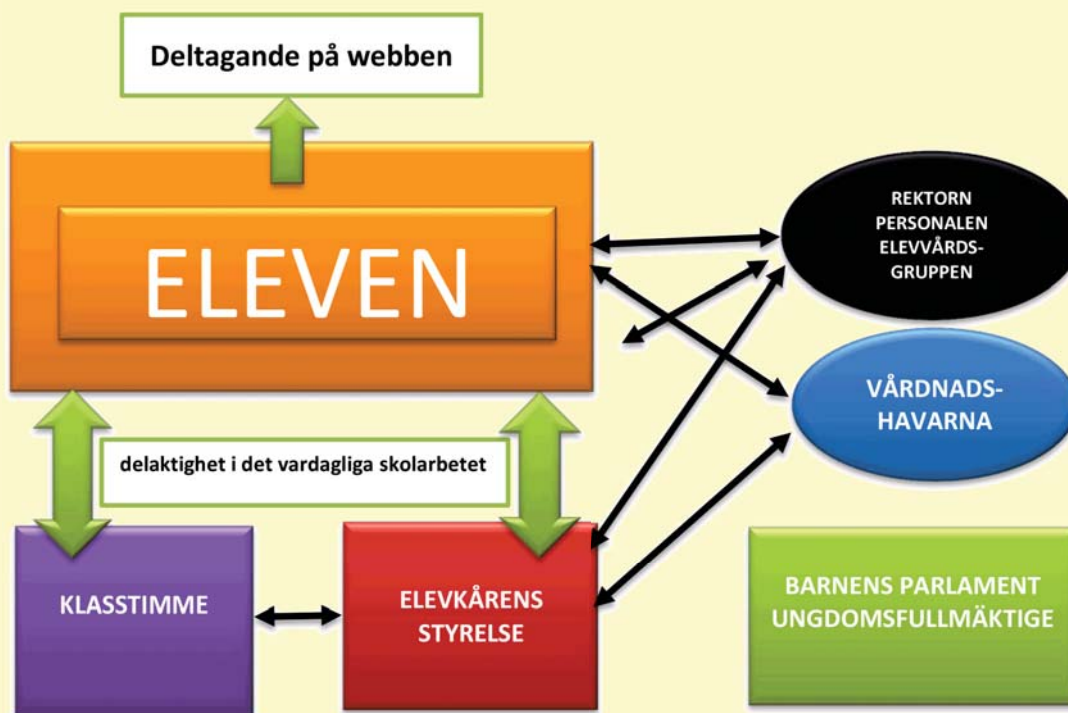 Deltagande på webben
ELEVEN
REKTORN
PERSONALEN
ELEVVÅRDS-
GRUPPEN
VÅRDNADS-
HAVARNA
delaktighet i det vardagliga skolarbetet
KLASSTIMME
ELEVKÅRENS
STYRELSE
BARNENS PARLAMENT
UNGDOMSFULLMÄKTIGE